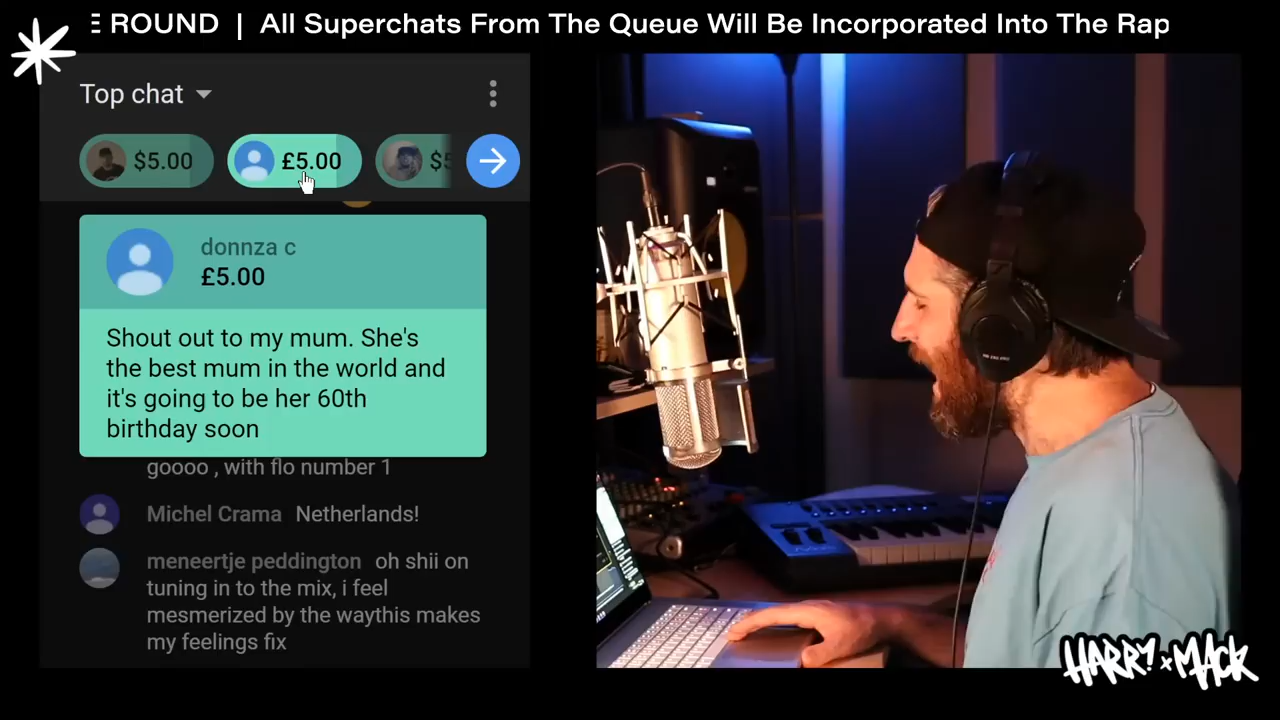 E ROUND | All Superchats From The Queue Will Be Incorporated Into The Rap
Top chat
$5.00
£5.00
$5
donnza c
£5.00
Shout out to my mum. She's
the best mum in the world and
it's going to be her 60th
birthday soon
goooo , with flo number 1
Michel Crama Netherlands!
meneertje peddington oh shii on
tuning in to the mix, i feel
mesmerized by the waythis makes
my feelings fix
HARRY x MACK